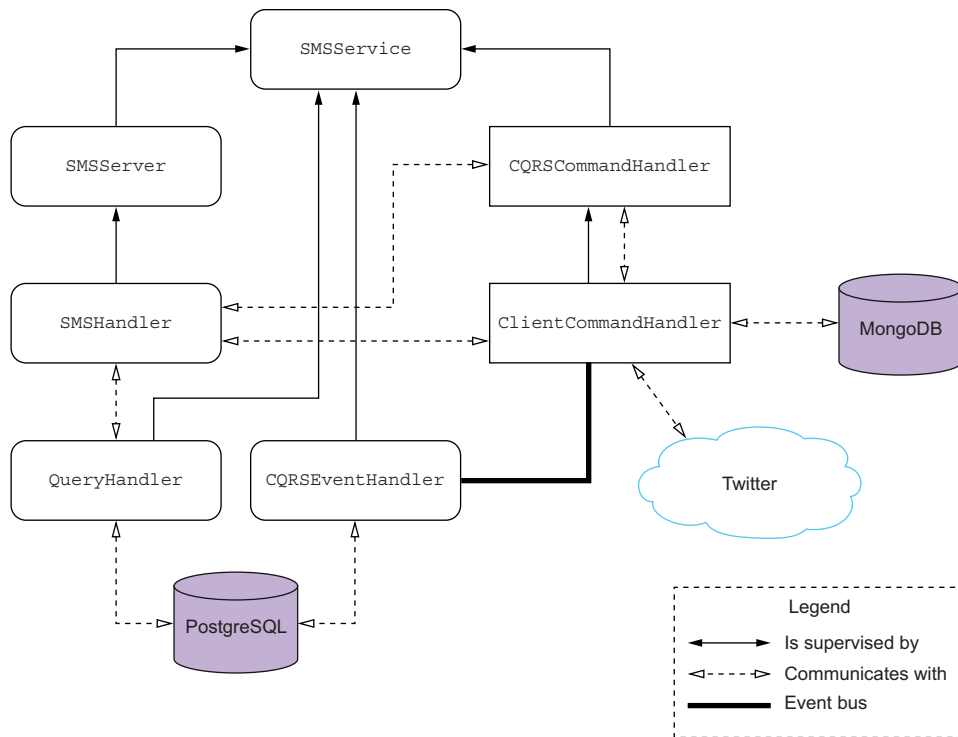 SMSService
SMSServer
CQRSCommandHandler
SMSHandler
ClientCommandHandler
MongoDB
QueryHandler
CQRSEventHandler
Twitter
PostgreSQL
Legend
Is supervised by
Communicates with
Event bus